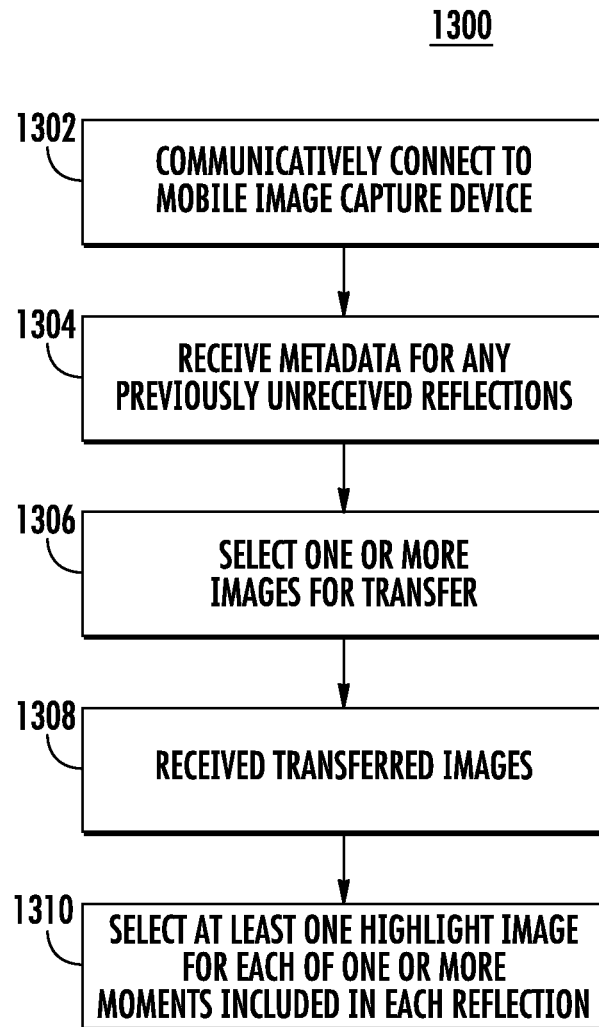 1300
1302
COMMUNICATIVELY CONNECT TO
MOBILE IMAGE CAPTURE DEVICE
1304
RECEIVE METADATA FOR ANY
PREVIOUSLY UNRECEIVED REFLECTIONS
1306
SELECT ONE OR MORE
IMAGES FOR TRANSFER
1308
RECEIVED TRANSFERRED IMAGES
1310
SELECT AT LEAST ONE HIGHLIGHT IMAGE
FOR EACH OF ONE OR MORE
MOMENTS INCLUDED IN EACH REFLECTION